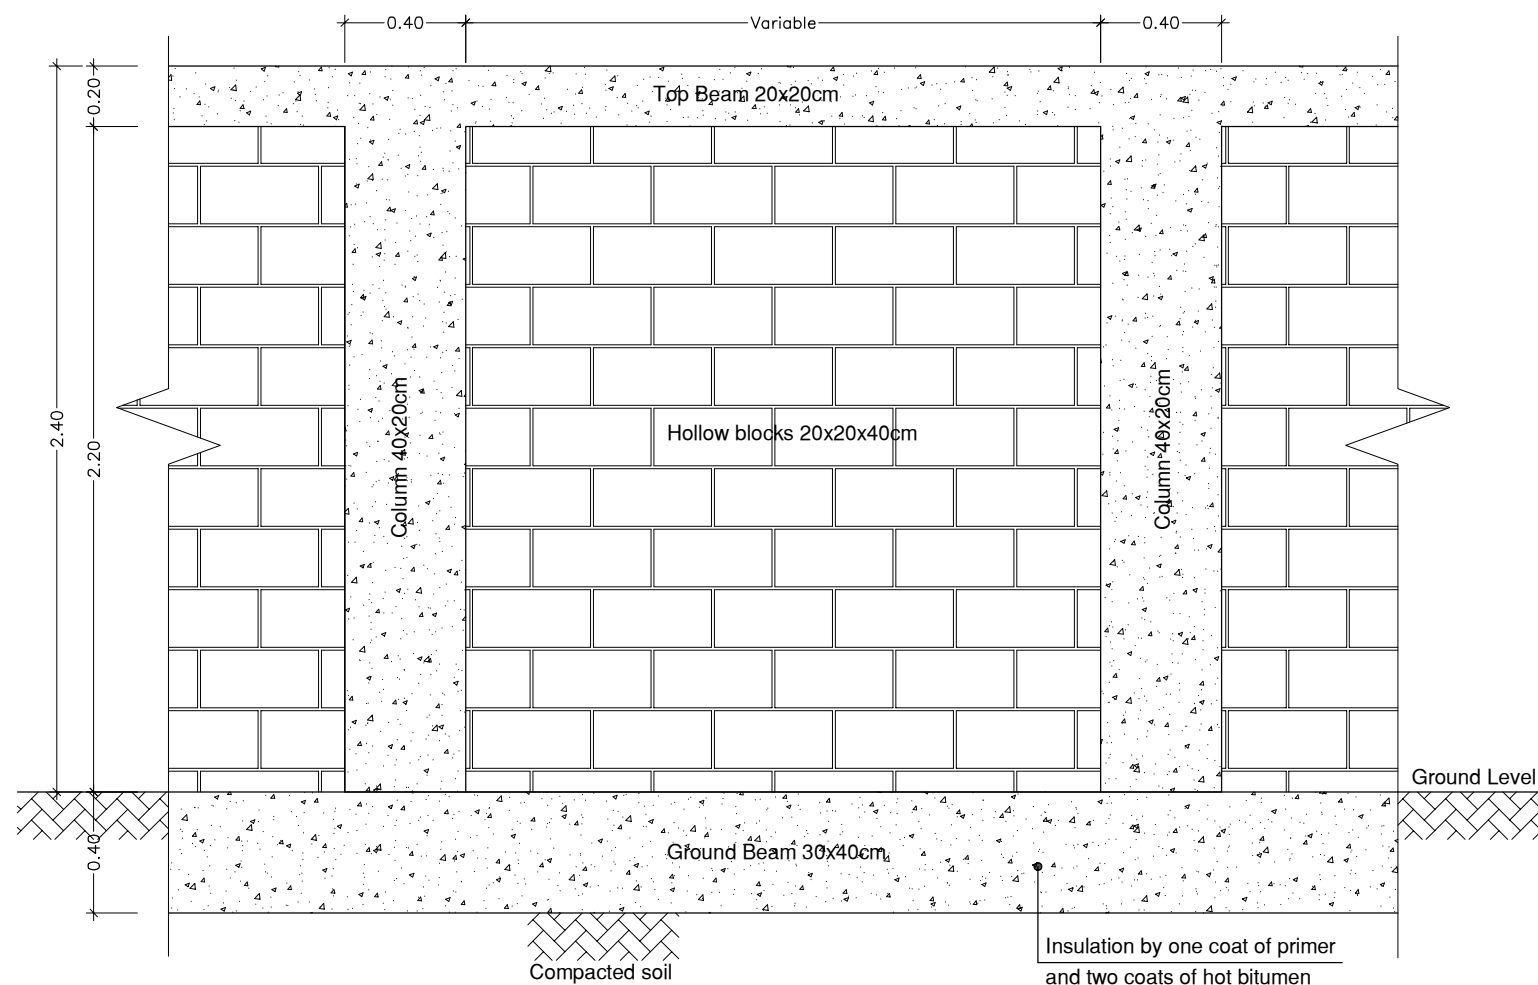 0.40
Variable
0.40
0.20
Top Beam 20x20cm
2.40
2.20
Column 40x20cm
Hollow blocks 20x20x40cm
Column 40x20cm
Ground Level
0.40
Ground Beam 30x40cm
Insulation by one coat of primer
and two coats of hot bitumen
Compacted soil